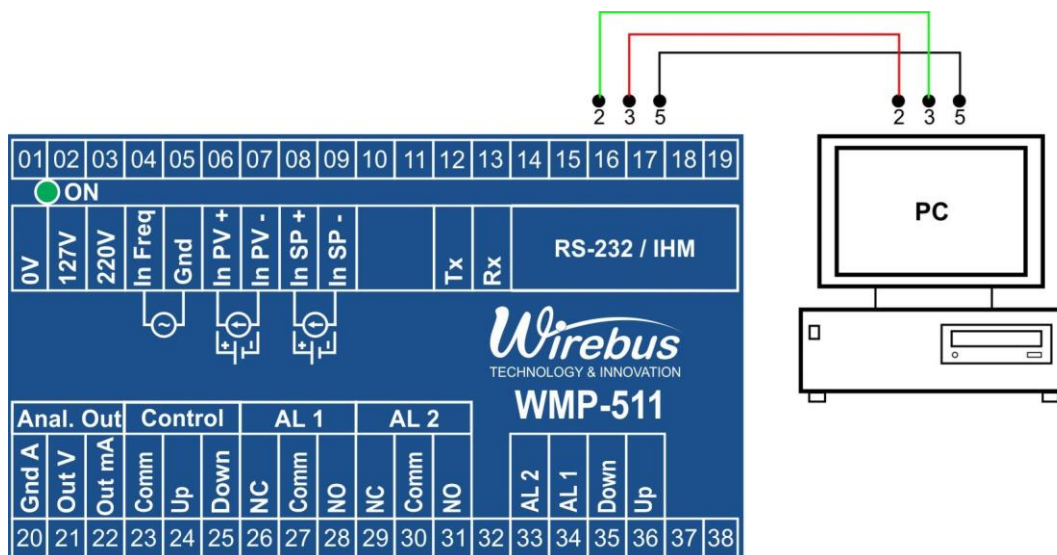 2 3 5 2 3 5
01 02 03 04 05 06 07 08 09 10 11 12 13 14 15 16 17 18 19
ON
0V 127V 220V In Freq Gnd In PV + In PV - In SP + In SP - Tx Rx RS-232 / IHM
PC
+ - + -
Wirebus
TECHNOLOGY & INNOVATION
WMP-511
Anal. Out Control AL 1 AL 2
Gnd A Out V Out mA Comm Up Down NC Comm NO NC Comm NO AL 2 AL 1 Down Up
20 21 22 23 24 25 26 27 28 29 30 31 32 33 34 35 36 37 38